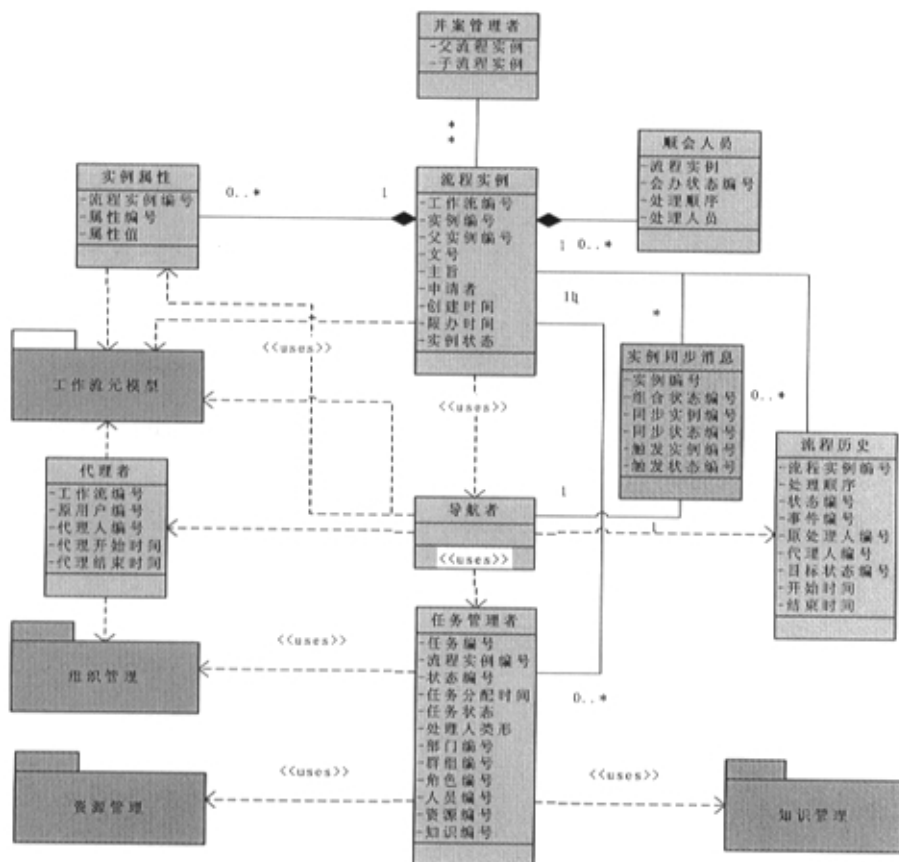 并案管理者
-父流程实例
-子流程实例
*
*
实例属性
-流程实例编号
-属性编号
-属性值
0..*
1
流程实例
-工作流编号
-实例编号
-父实例编号
-文号
-主旨
-申请者
-创建时间
-限办时间
-实例状态
顺会人员
-流程实例
-会办状态编号
-处理顺序
-处理人员
1
0..*
*
<<uses>>
工作流元模型
实例同步消息
-实例编号
-组合状态编号
-同步实例编号
-同步状态编号
-触发实例编号
-触发状态编号
0..*
<<uses>>
代理者
-工作流编号
-原用户编号
-代理人编号
-代理开始时间
-代理结束时间
流程历史
-流程实例编号
-处理顺序
-状态编号
-事件编号
-原处理人编号
-代理人编号
-目标状态编号
-开始时间
-结束时间
导航者
1
<<uses>>
任务管理者
-任务编号
-流程实例编号
-状态编号
-任务分配时间
-任务状态
-处理人类形
-部门编号
-群组编号
-角色编号
-人员编号
-资源编号
-知识编号
<<uses>>
组织管理
0..*
<<uses>>
资源管理
<<uses>>
知识管理